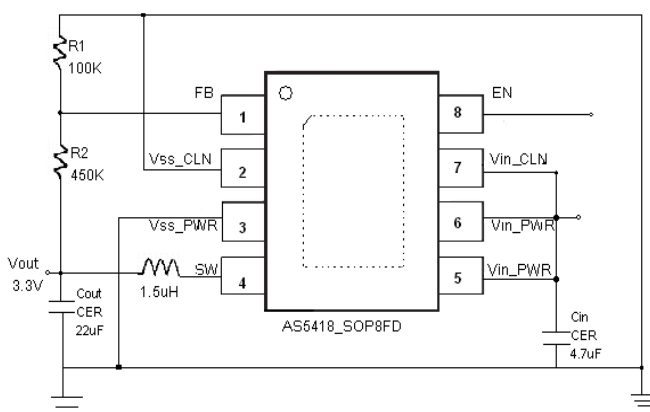 R1
100K
FB
EN
1
8
R2
450K
Vss_CLN
Vin_CLN
2
7
Vss_PWR
Vin_PWR
3
6
Vout
3.3V
SW
Vin_PWR
4
5
1.5uH
Cout
CER
22uF
AS5418_SOP8FD
Cin
CER
4.7uF